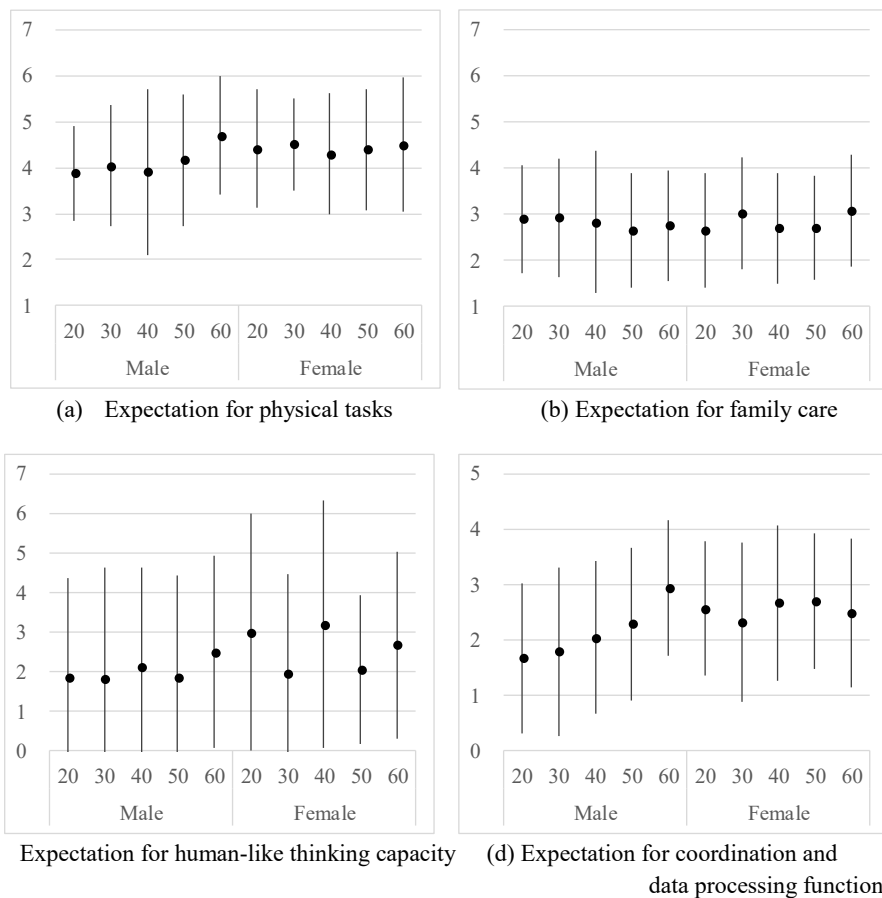 7
6
5
4
3
2
1
20 30 40 50 60 20 30 40 50 60
Male Female
(a) Expectation for physical tasks
7
6
5
4
3
2
1
20 30 40 50 60 20 30 40 50 60
Male Female
(b) Expectation for family care
7
6
5
4
3
2
1
0
20 30 40 50 60 20 30 40 50 60
Male Female
Expectation for human-like thinking capacity
5
4
3
2
1
0
20 30 40 50 60 20 30 40 50 60
Male Female
(d) Expectation for coordination and
data processing function